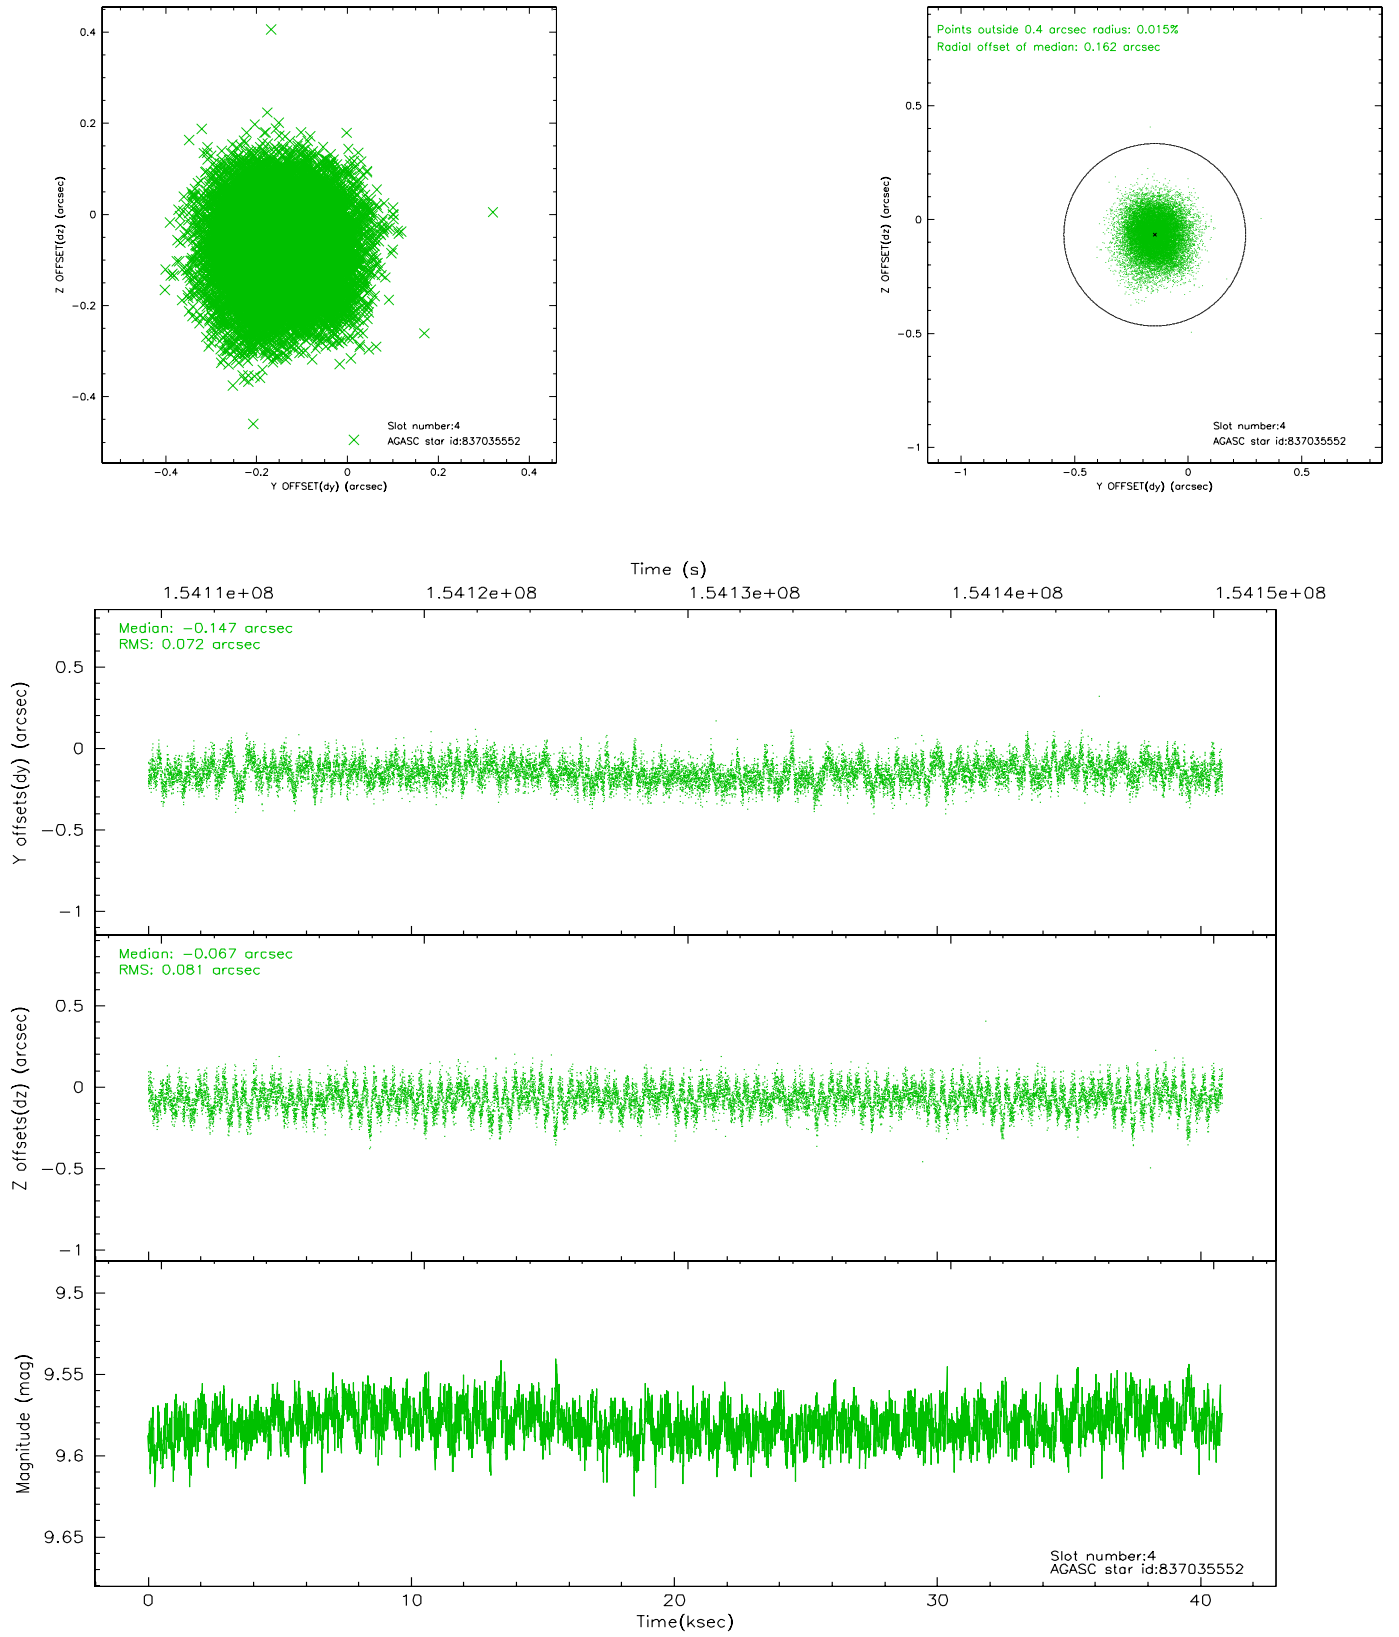 0.4
0.2
0
−0.2
−0.4
Z OFFSET(dz) (arcsec)
Slot number:4
AGASC star id:837035552
−0.4 −0.2 0 0.2 0.4
Y OFFSET(dy) (arcsec)
Points outside 0.4 arcsec radius: 0.015%
Radial offset of median: 0.162 arcsec
0.5
0
−0.5
−1
Z OFFSET(dz) (arcsec)
Slot number:4
AGASC star id:837035552
−1 −0.5 0 0.5
Y OFFSET(dy) (arcsec)
Time (s)
1.5411e+08 1.5412e+08 1.5413e+08 1.5414e+08 1.5415e+08
Median: −0.147 arcsec
RMS: 0.072 arcsec
0.5
0
−0.5
−1
Y offsets(dy) (arcsec)
Median: −0.067 arcsec
RMS: 0.081 arcsec
0.5
0
−0.5
−1
Z offsets(dz) (arcsec)
9.5
9.55
9.6
9.65
Magnitude (mag)
Slot number:4
AGASC star id:837035552
0 10 20 30 40
Time(ksec)